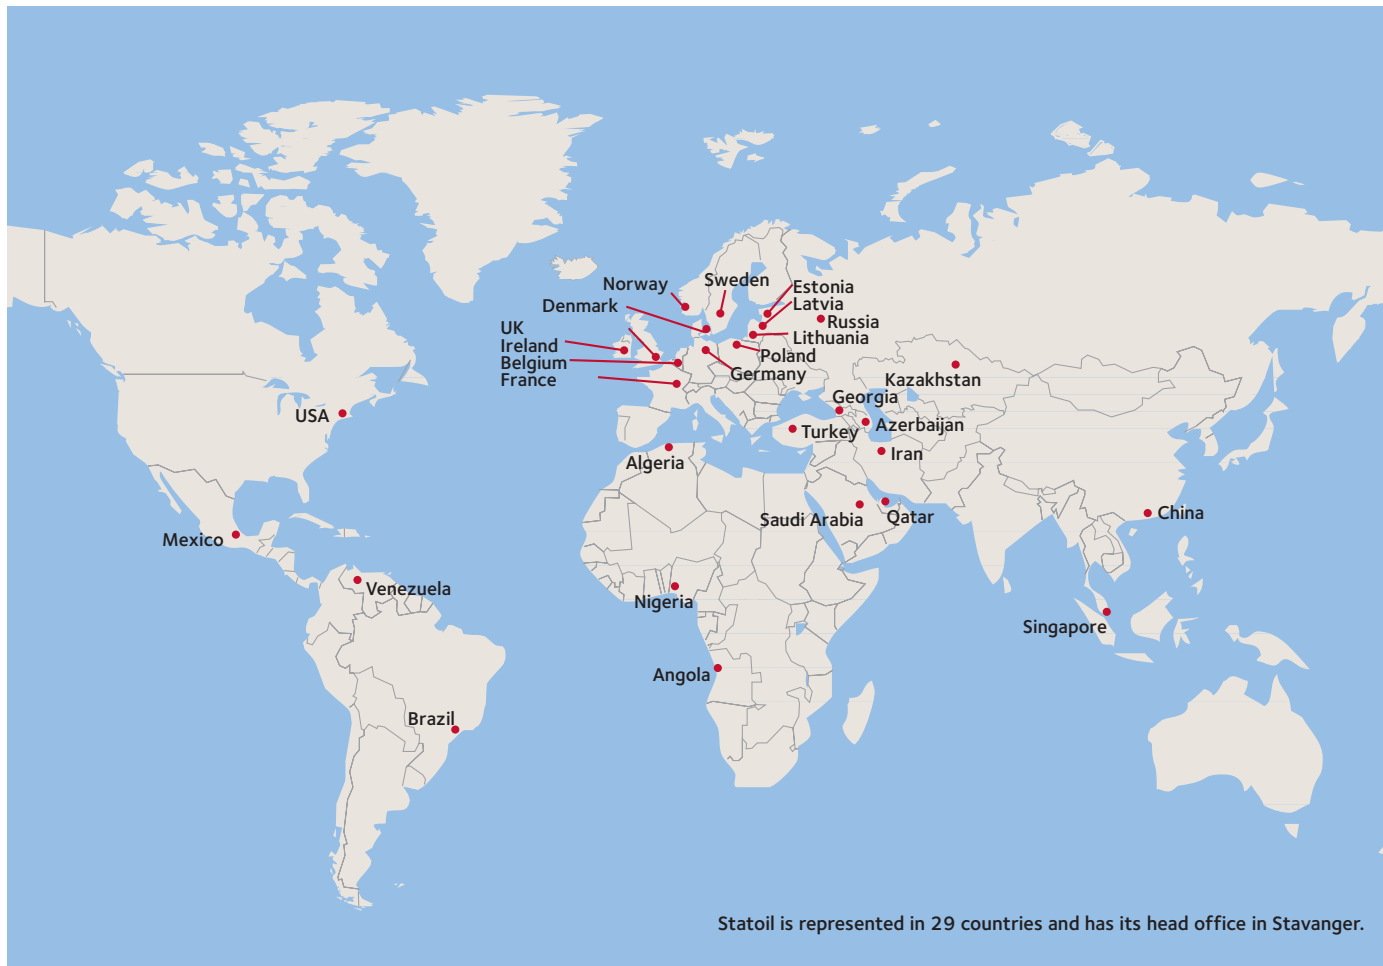 Norway
Sweden
Estonia
Denmark
Latvia
Russia
UK
Lithuania
Ireland
Poland
Belgium
Germany
France
Kazakhstan
Georgia
USA
Azerbaijan
Turkey
Iran
Algeria
Saudi Arabia
Qatar
China
Mexico
Venezuela
Nigeria
Singapore
Angola
Brazil
Statoil is represented in 29 countries and has its head office in Stavanger.